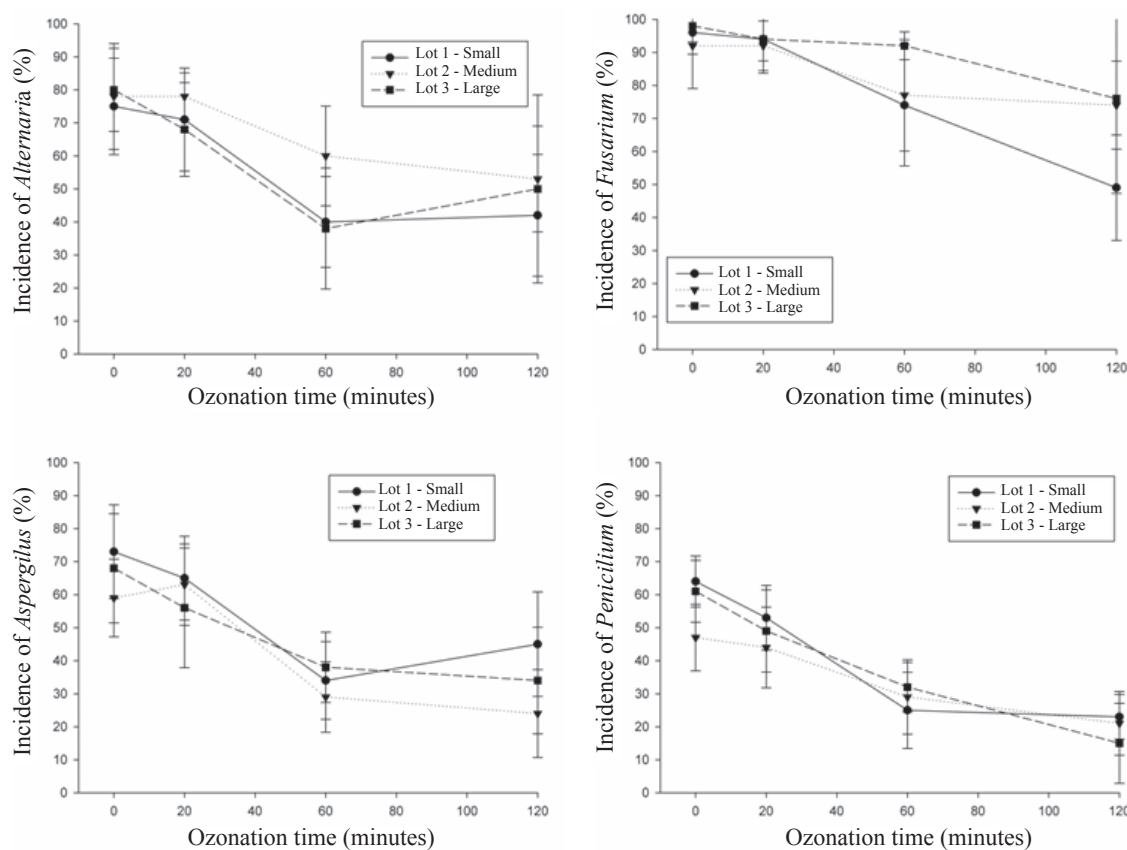 Incidence of Alternaria (%)
100
90
80
70
60
50
40
30
20
10
0
Lot 1 - Small
Lot 2 - Medium
Lot 3 - Large
0 20 40 60 80 100 120
Ozonation time (minutes)
Incidence of Fusarium (%)
100
90
80
70
60
50
40
30
20
10
0
Lot 1 - Small
Lot 2 - Medium
Lot 3 - Large
0 20 40 60 80 100 120
Ozonation time (minutes)
Incidence of Aspergilus (%)
100
90
80
70
60
50
40
30
20
10
0
Lot 1 - Small
Lot 2 - Medium
Lot 3 - Large
0 20 40 60 80 100 120
Ozonation time (minutes)
Incidence of Penicilium (%)
100
90
80
70
60
50
40
30
20
10
0
Lot 1 - Small
Lot 2 - Medium
Lot 3 - Large
0 20 40 60 80 100 120
Ozonation time (minutes)